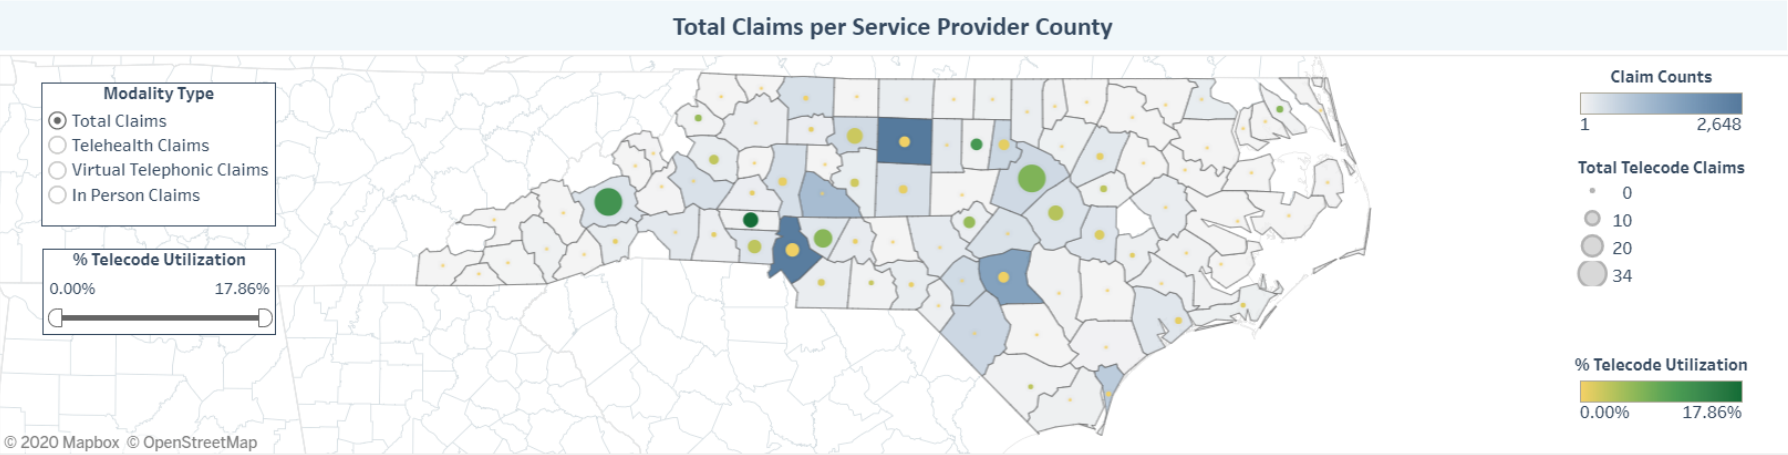 Total Claims per Service Provider County
Modality Type
Total Claims
Telehealth Claims
Virtual Telephonic Claims
In Person Claims
% Telecode Utilization
0.00% 17.86%
Claim Counts
1 2,648
Total Telecode Claims
0
10
20
34
% Telecode Utilization
0.00% 17.86%
© 2020 Mapbox © OpenStreetMap